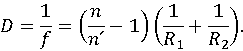 D = 1/f = (n/n′ − 1)(1/R₁ + 1/R₂).